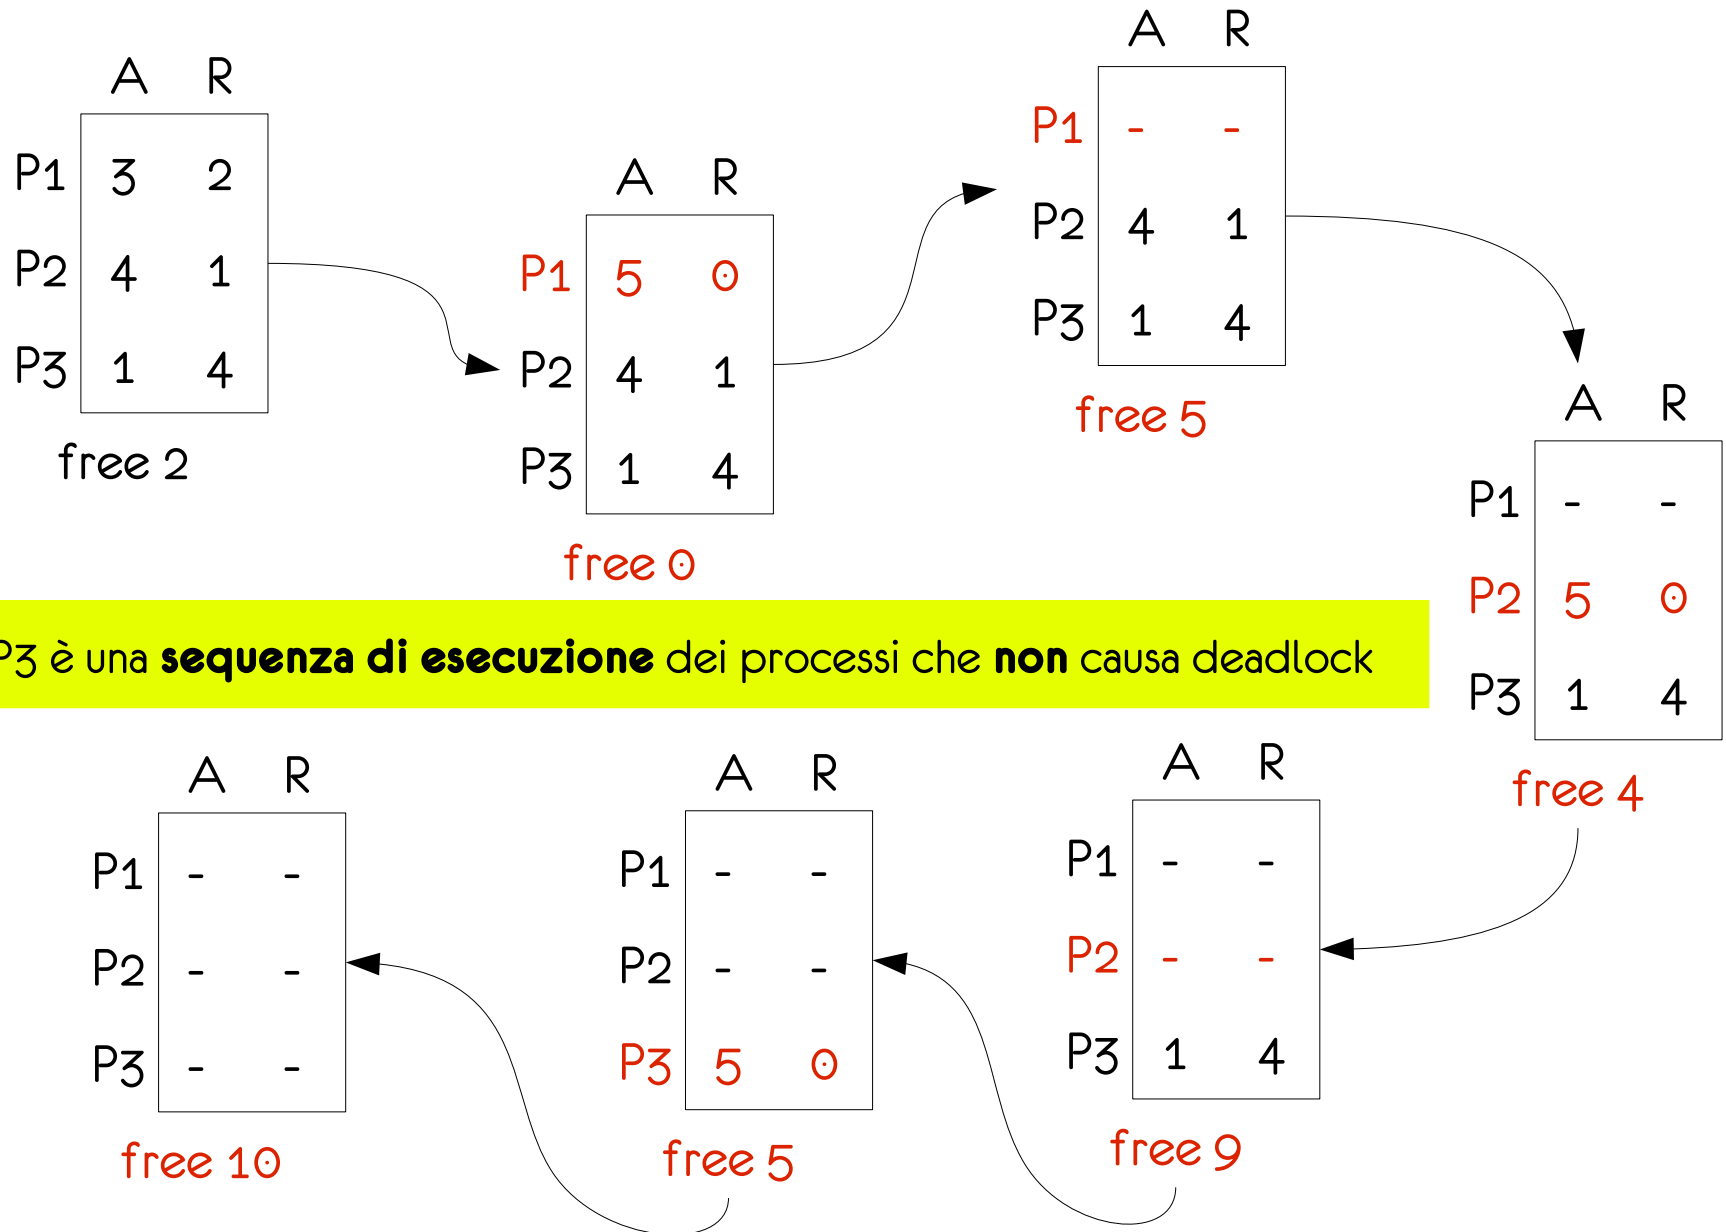 A R
P1 3 2
P2 4 1
P3 1 4
free 2
A R
P1 5 0
P2 4 1
P3 1 4
free 0
A R
P1 - -
P2 4 1
P3 1 4
free 5
A R
P1 - -
P2 5 0
P3 1 4
free 4
P3 è una sequenza di esecuzione dei processi che non causa deadlock
A R
P1 - -
P2 - -
P3 1 4
free 9
A R
P1 - -
P2 - -
P3 5 0
free 5
A R
P1 - -
P2 - -
P3 - -
free 10